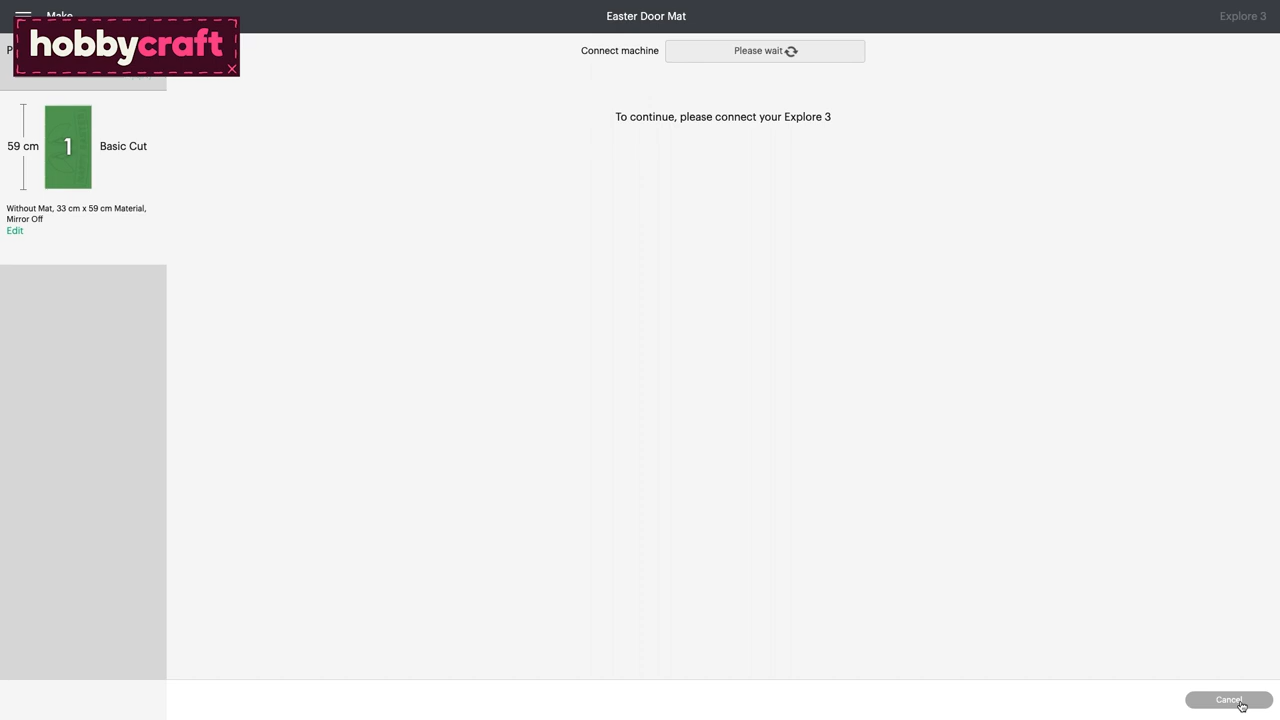 Make
Easter Door Mat
Explore 3
hobbycraft
P
Connect machine
Please wait
To continue, please connect your Explore 3
59 cm
1
Basic Cut
Without Mat, 33 cm x 59 cm Material,
Mirror Off
Edit
Cancel